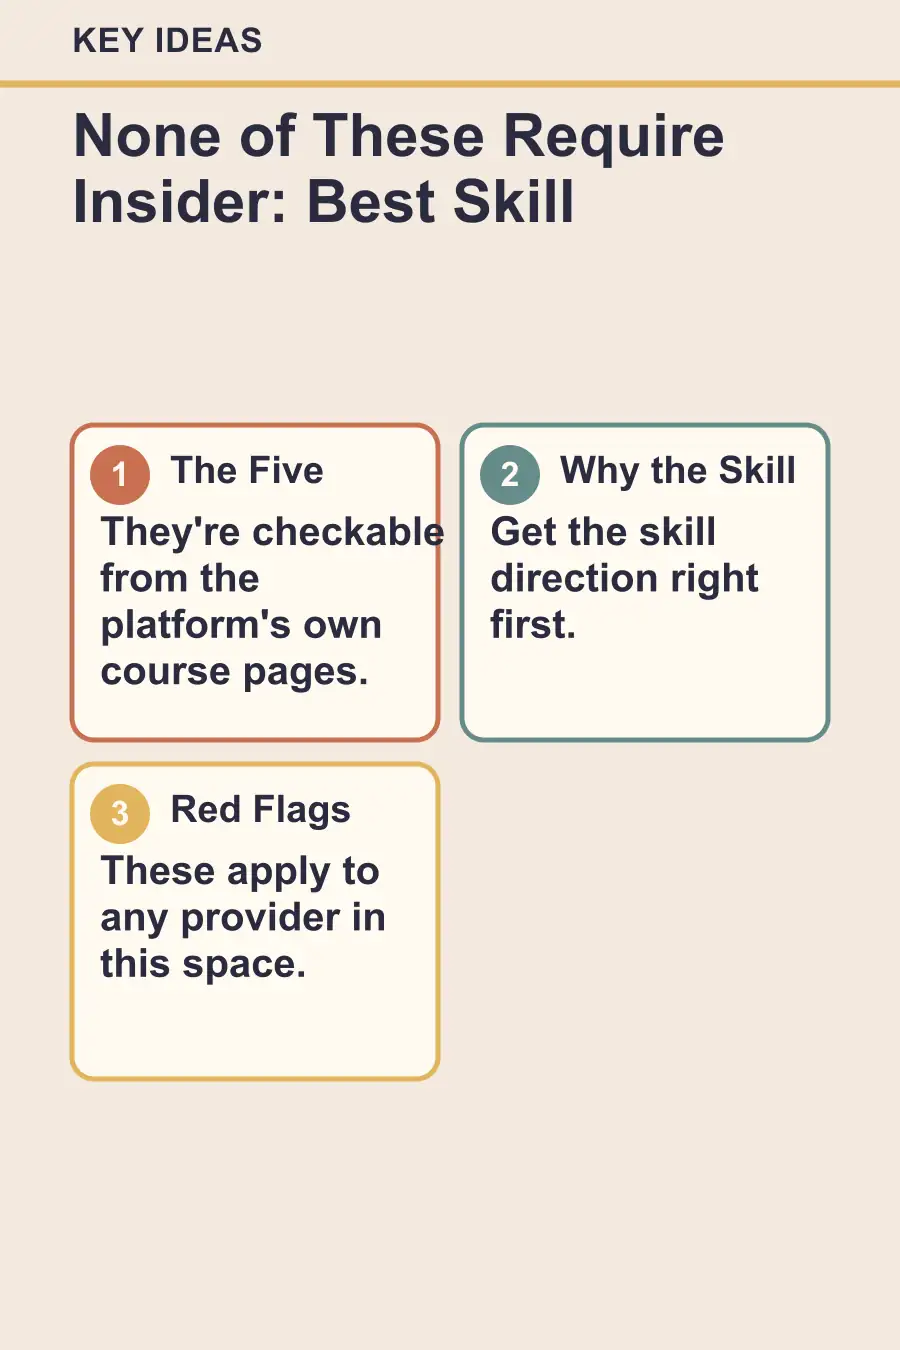 KEY IDEAS
None of These Require
Insider: Best Skill
1 The Five
They're checkable
from the
platform's own
course pages.
2 Why the Skill
Get the skill
direction right
first.
3 Red Flags
These apply to
any provider in
this space.